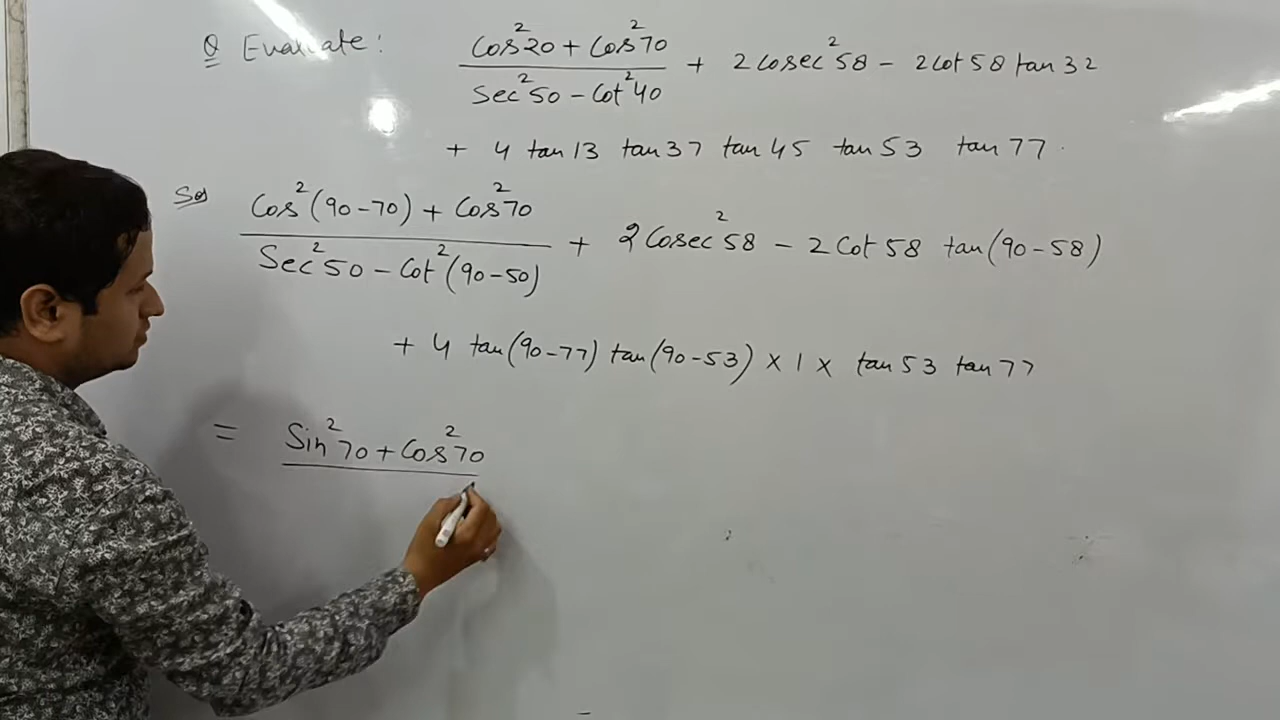 Q Evaluate: cos²20 + cos²70 / sec²50 - cot²40 + 2cosec²58 - 2cot58 tan32
+ 4 tan13 tan37 tan45 tan53 tan77.
Sol cos²(90-70) + cos²70 / sec²50 - cot²(90-50) + 2cosec²58 - 2cot58 tan(90-58)
+ 4 tan(90-77) tan(90-53) × 1 × tan53 tan77
= sin²70 + cos²70